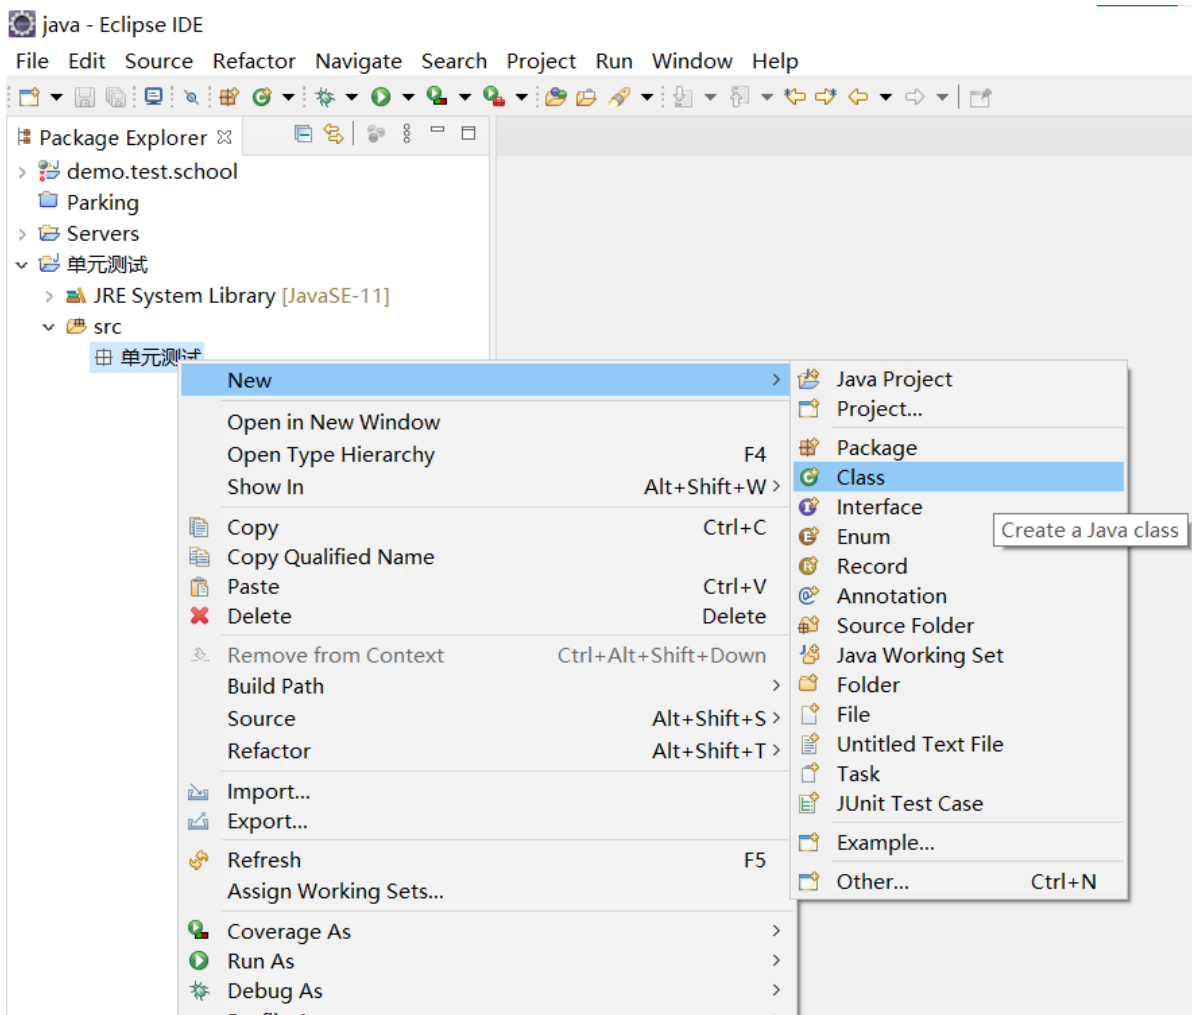 java - Eclipse IDE
File Edit Source Refactor Navigate Search Project Run Window Help
Package Explorer
demo.test.school
Parking
Servers
单元测试
JRE System Library [JavaSE-11]
src
单元测试
New
Open in New Window
Open Type Hierarchy F4
Show In Alt+Shift+W
Copy Ctrl+C
Copy Qualified Name
Paste Ctrl+V
Delete Delete
Remove from Context Ctrl+Alt+Shift+Down
Build Path
Source Alt+Shift+S
Refactor Alt+Shift+T
Import...
Export...
Refresh F5
Assign Working Sets...
Coverage As
Run As
Debug As
Java Project
Project...
Package
Class
Interface
Enum
Record
Annotation
Source Folder
Java Working Set
Folder
File
Untitled Text File
Task
JUnit Test Case
Example...
Other... Ctrl+N
Create a Java class